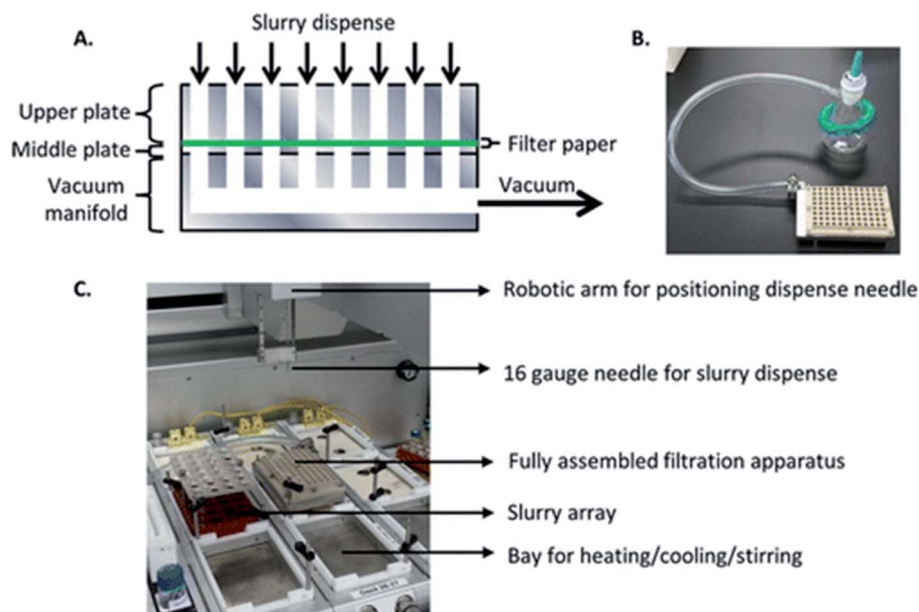 A.
Slurry dispense
Upper plate
Middle plate
Vacuum
manifold
Filter paper
Vacuum
B.
C.
Robotic arm for positioning dispense needle
16 gauge needle for slurry dispense
Fully assembled filtration apparatus
Slurry array
Bay for heating/cooling/stirring